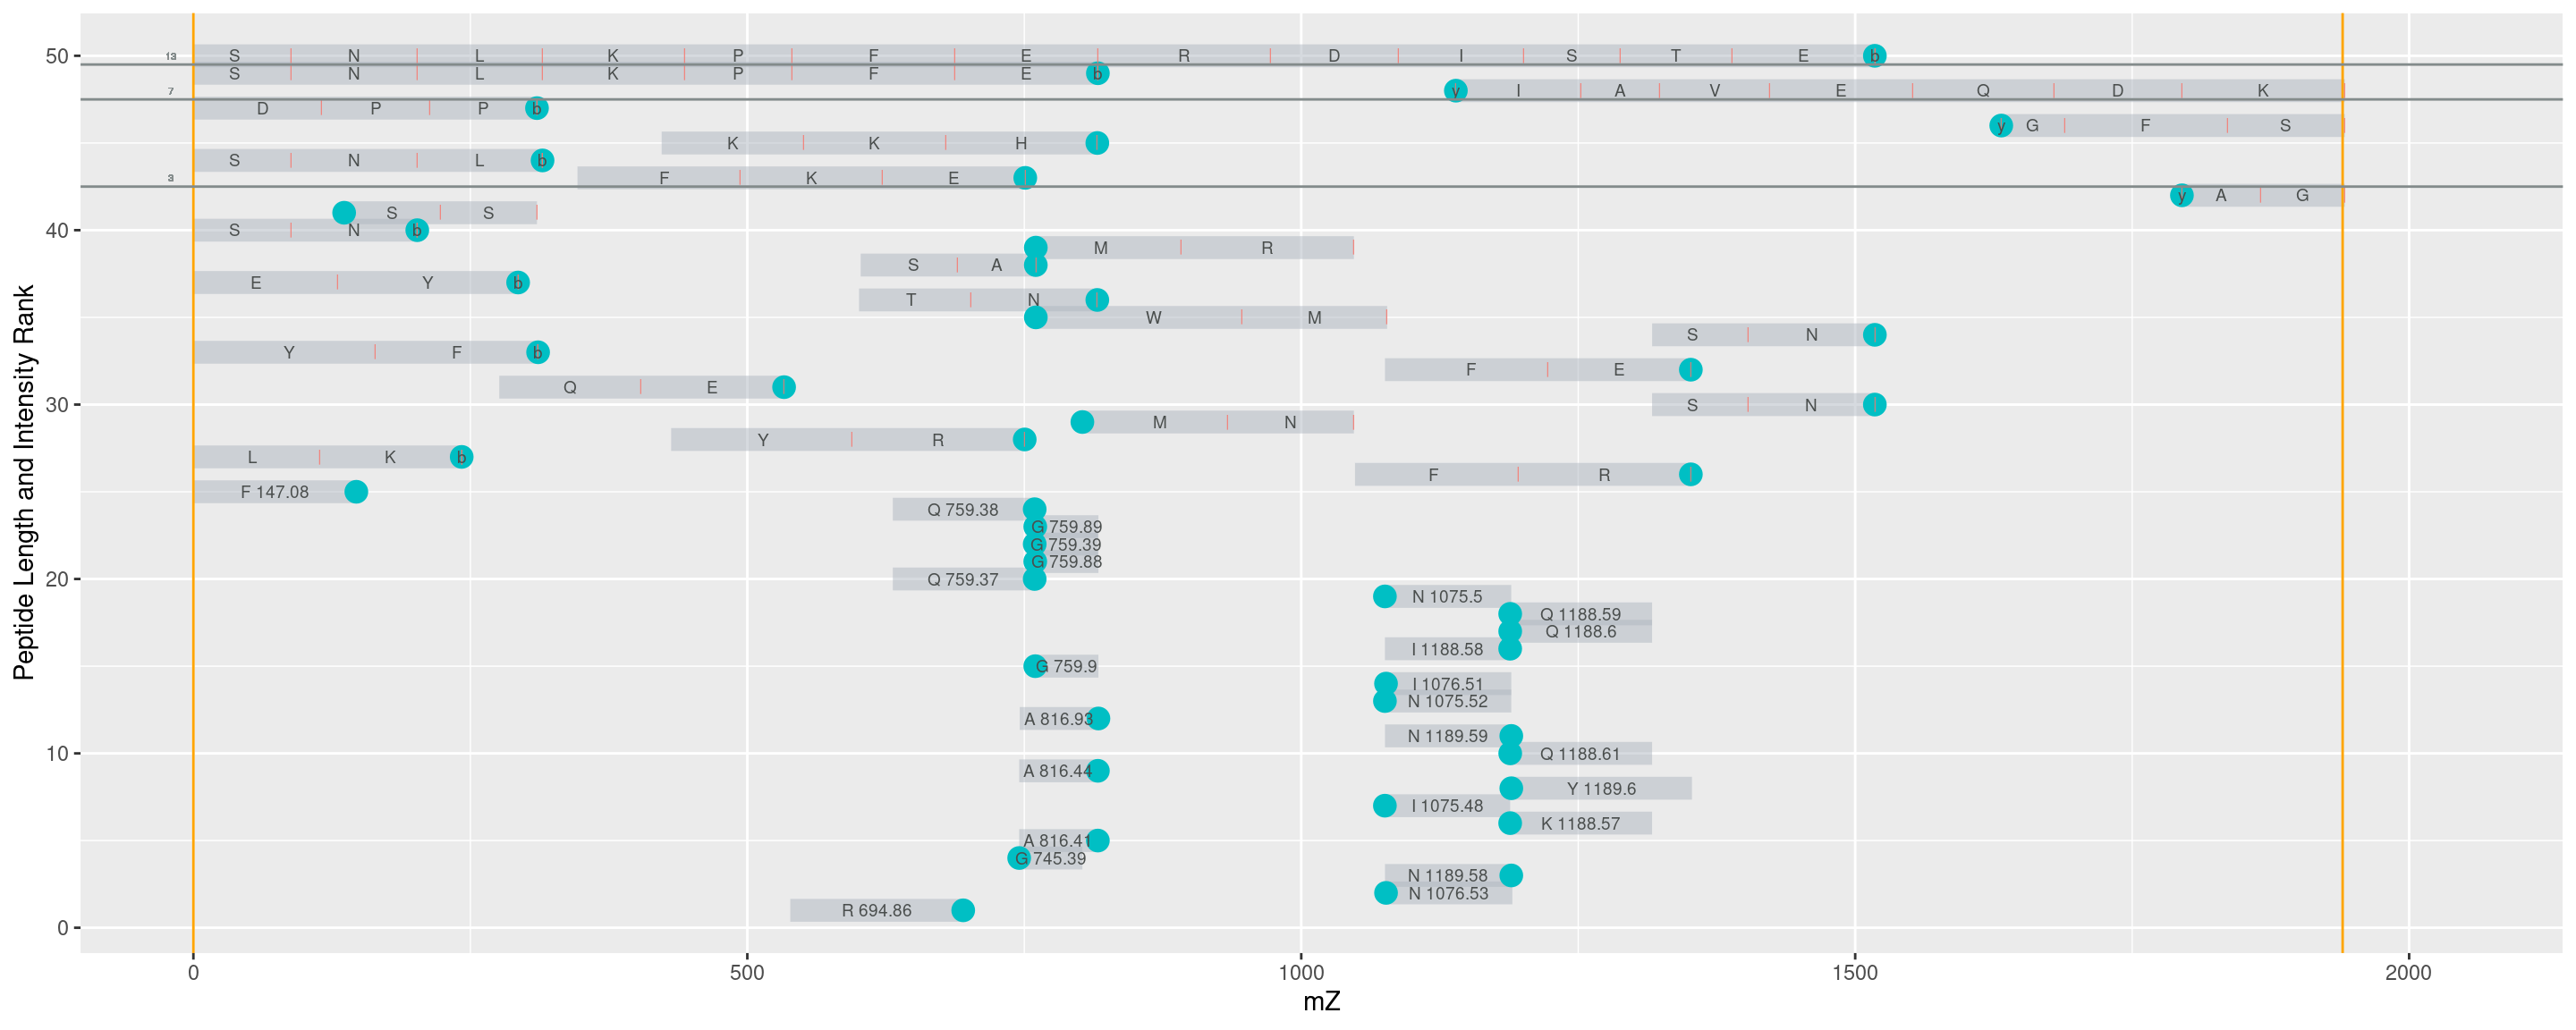 50
13
S N L K P F E R D I S T E b
S N L K P F E b
7
y I A V E Q D K
D P P b
y G F S
K K H
S N L b
3
F K E
y A G
S S
40
S N b
M R
S A
E Y b
T N
W M
S N
Y F b
F E
Q E
30
S N
M N
Y R
L K b
F R
F 147.08
Q 759.38
G 759.89
G 759.39
G 759.88
20
Q 759.37
N 1075.5
Q 1188.59
Q 1188.6
I 1188.58
G 759.9
I 1076.51
N 1075.52
A 816.93
N 1189.59
10
Q 1188.61
A 816.44
Y 1189.6
I 1075.48
K 1188.57
A 816.41
G 745.39
N 1189.58
N 1076.53
R 694.86
0
0 500 1000 1500 2000
mZ
Peptide Length and Intensity Rank